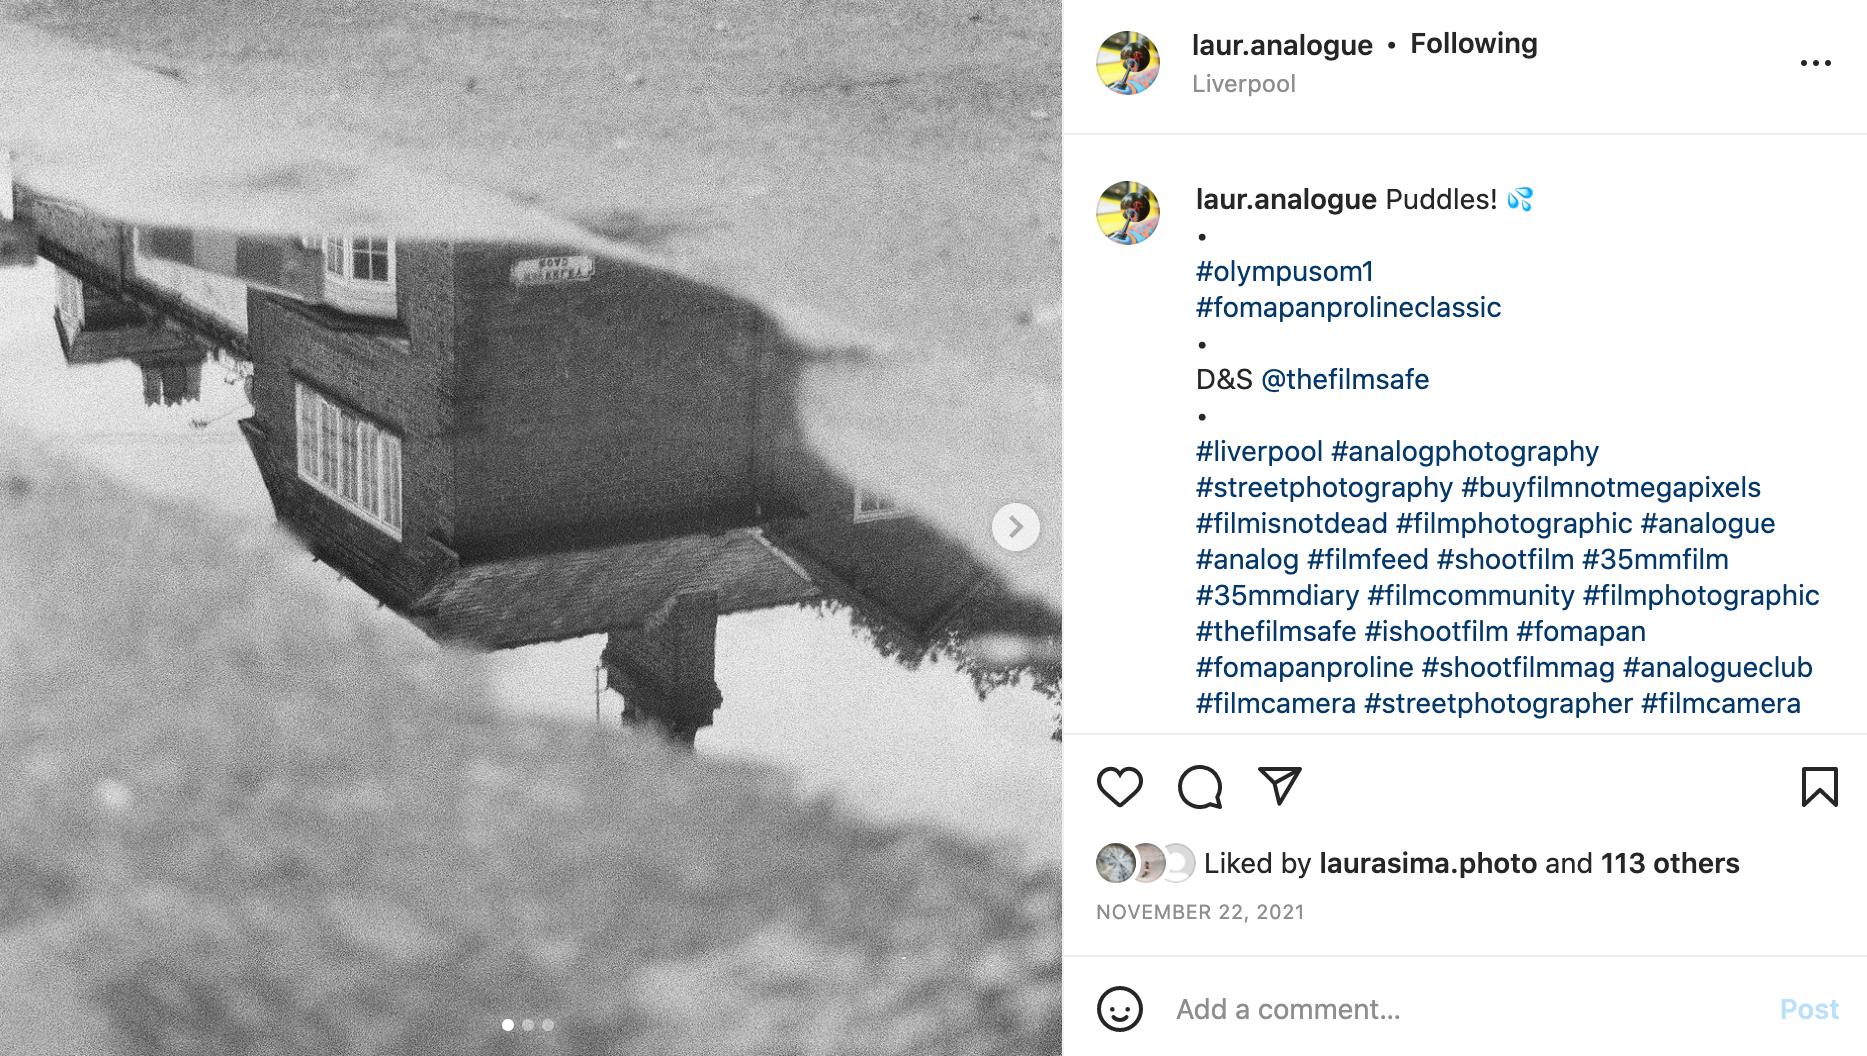 laur.analogue • Following
Liverpool
laur.analogue Puddles! 💦
•
#olympusom1
#fomapanprolineclassic
•
D&S @thefilmsafe
•
#liverpool #analogphotography
#streetphotography #buyfilmnotmegapixels
#filmisnotdead #filmphotographic #analogue
#analog #filmfeed #shootfilm #35mmfilm
#35mmdiary #filmcommunity #filmphotographic
#thefilmsafe #ishootfilm #fomapan
#fomapanproline #shootfilmmag #analogueclub
#filmcamera #streetphotographer #filmcamera
Liked by laurasima.photo and 113 others
NOVEMBER 22, 2021
Add a comment...
Post
ROAD